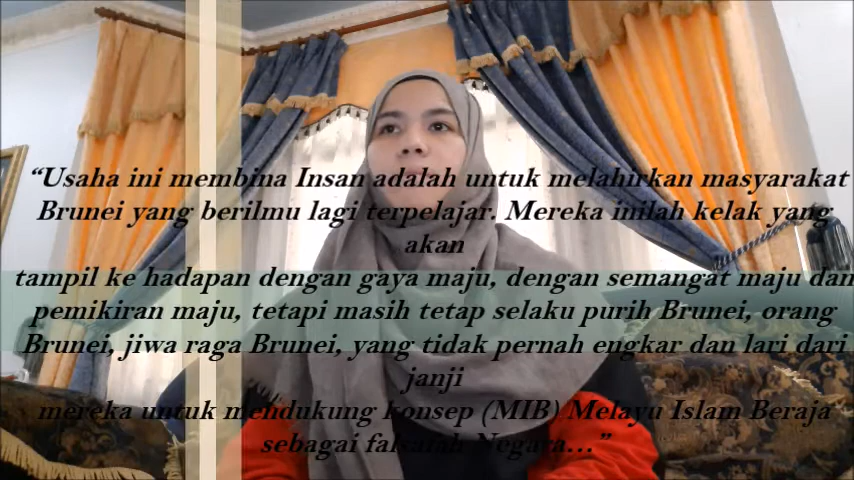 “Usaha ini membina Insan adalah untuk melahirkan masyarakat
Brunei yang berilmu lagi terpelajar. Mereka inilah kelak yang
akan
tampil ke hadapan dengan gaya maju, dengan semangat maju dan
pemikiran maju, tetapi masih tetap selaku purih Brunei, orang
Brunei, jiwa raga Brunei, yang tidak pernah engkar dan lari dari
janji
mereka untuk mendukung konsep (MIB) Melayu Islam Beraja
sebagai falsafah Negara…”